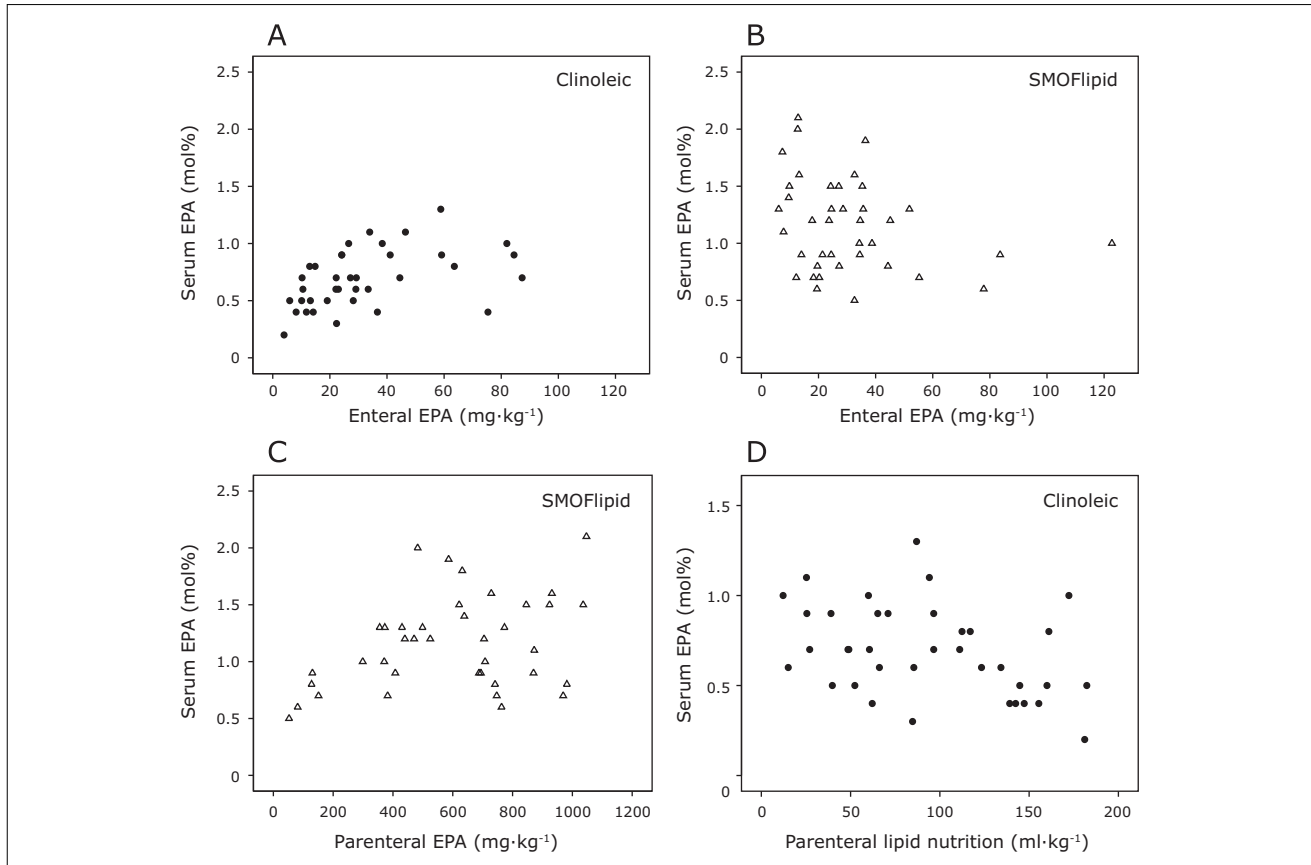 A
Clinoleic
2.5
2.0
1.5
1.0
0.5
0
Serum EPA (mol%)
0 20 40 60 80 100 120
Enteral EPA (mg·kg⁻¹)
B
SMOFlipid
2.5
2.0
1.5
1.0
0.5
0
Serum EPA (mol%)
0 20 40 60 80 100 120
Enteral EPA (mg·kg⁻¹)
C
SMOFlipid
2.5
2.0
1.5
1.0
0.5
0
Serum EPA (mol%)
0 200 400 600 800 1000 1200
Parenteral EPA (mg·kg⁻¹)
D
Clinoleic
1.5
1.0
0.5
0
Serum EPA (mol%)
0 50 100 150 200
Parenteral lipid nutrition (ml·kg⁻¹)